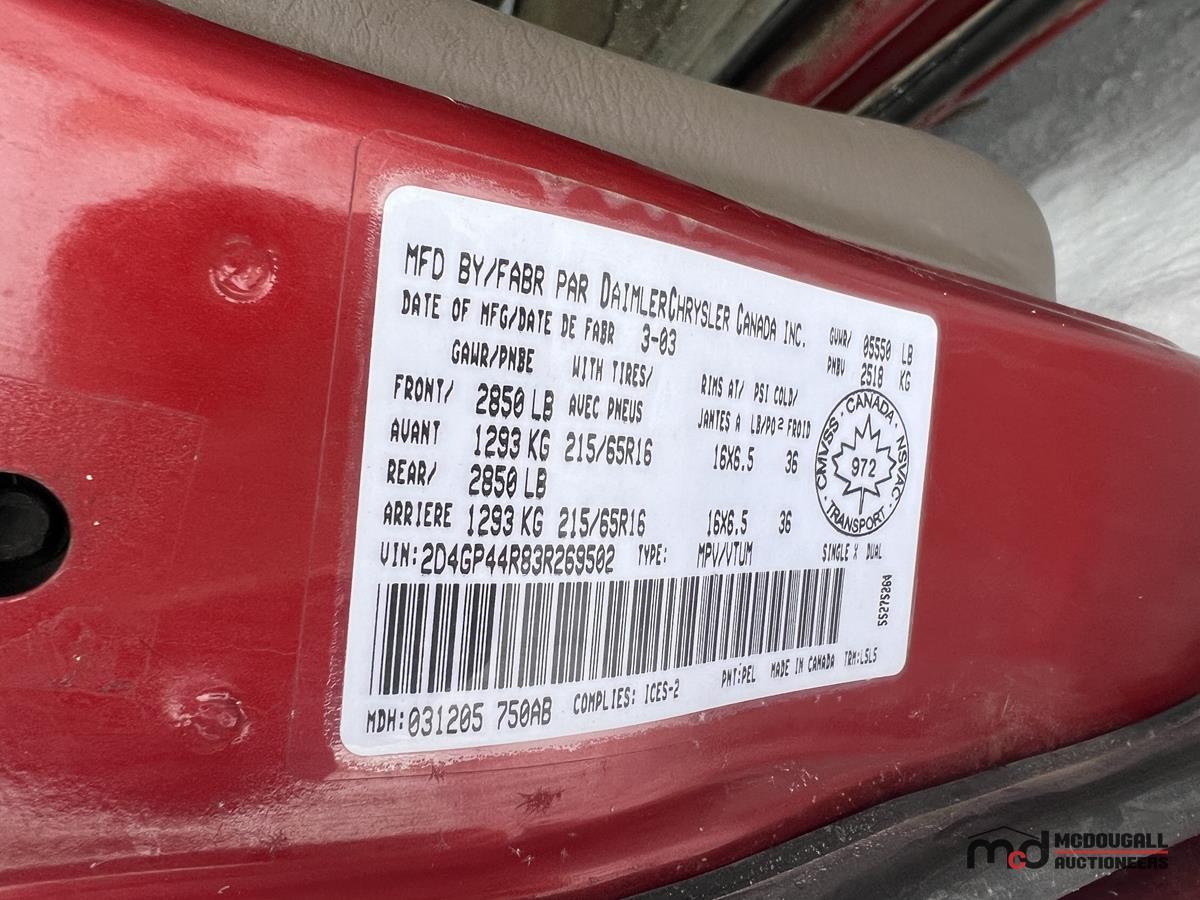 MFD BY/FABR PAR DAIMLERCHRYSLER CANADA INC.
DATE OF MFG/DATE DE FABR 3-03
GVWR/ 05550 LB
PNBV 2518 KG
GAWR/PNBE WITH TIRES/ RIMS AT/ PSI COLD/
FRONT/ 2850 LB AVEC PNEUS JANTES A LB/PO² FROID
AVANT 1293 KG 215/65R16 16X6.5 36
REAR/ 2850 LB
ARRIERE 1293 KG 215/65R16 16X6.5 36
CANADA · NSVAC · TRANSPORT · CMVSS ·
972
VIN:2D4GP44R83R269502 TYPE: MPV/VTUM SINGLE X DUAL
55275264
MDH:031205 750AB COMPLIES: ICES-2 PNT:PEL MADE IN CANADA TRM:L5L5
mcd MCDOUGALL
AUCTIONEERS